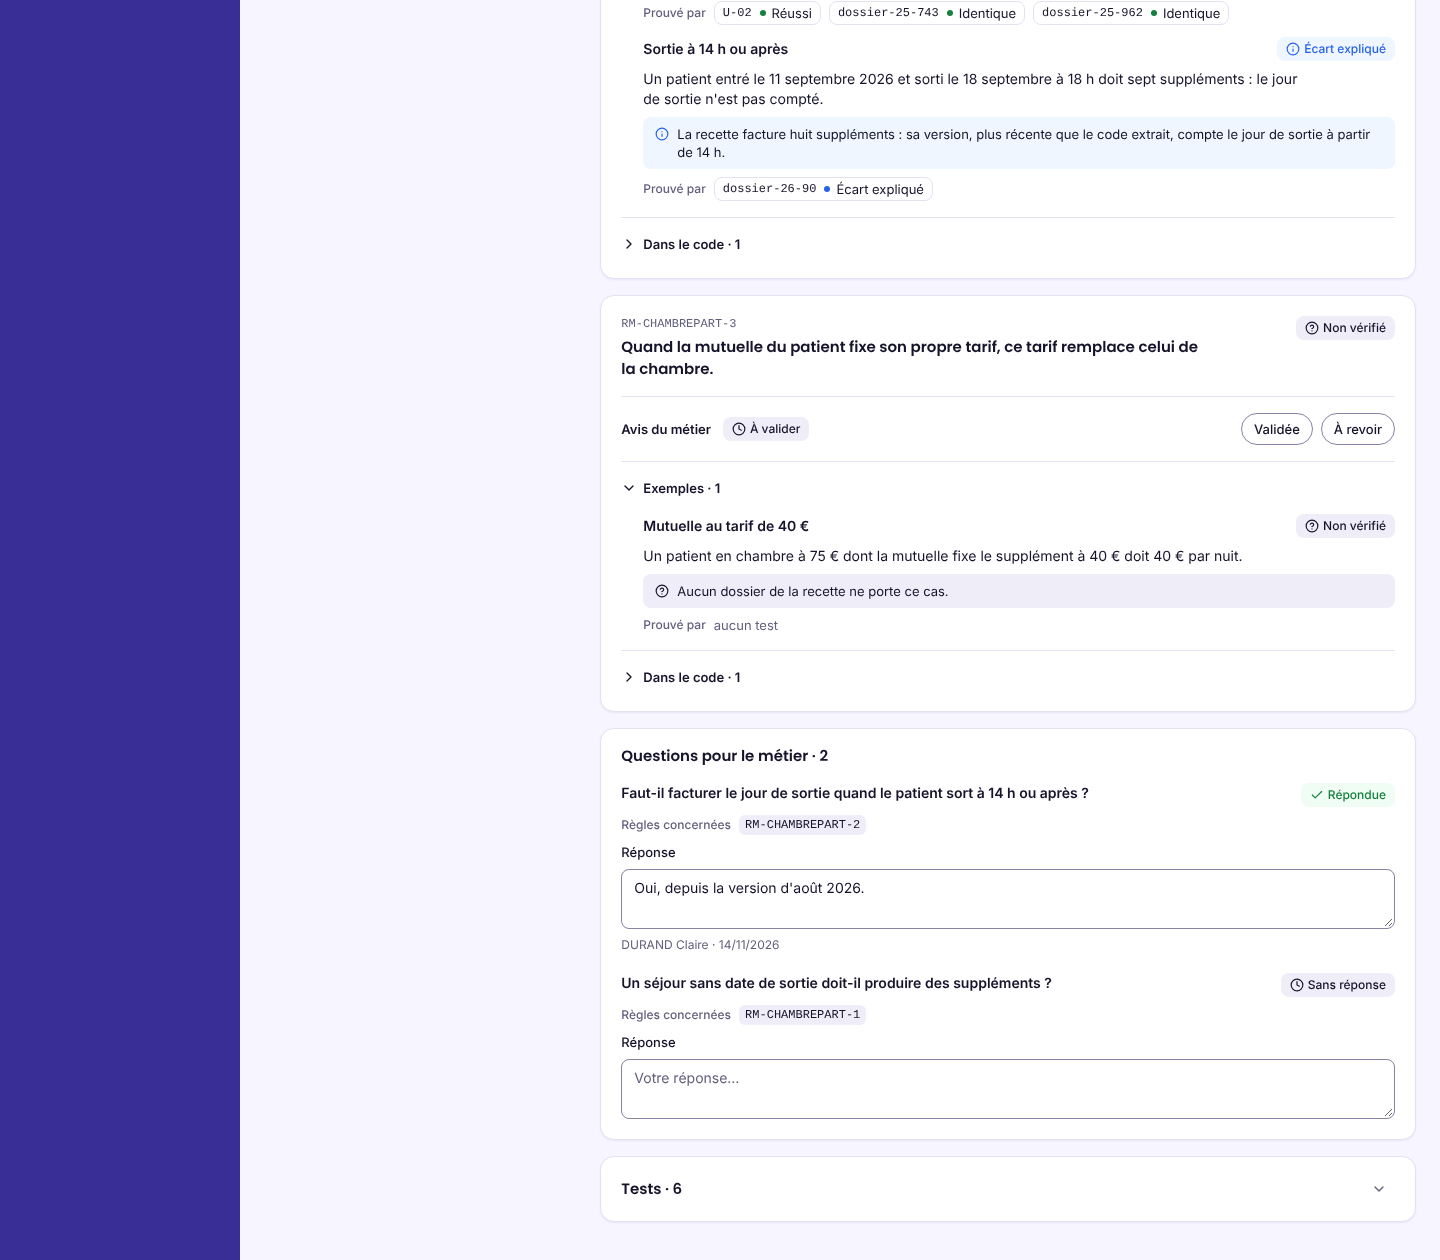 Prouvé par U-02 Réussi dossier-25-743 Identique dossier-25-962 Identique
Sortie à 14 h ou après Écart expliqué
Un patient entré le 11 septembre 2026 et sorti le 18 septembre à 18 h doit sept suppléments : le jour
de sortie n'est pas compté.
La recette facture huit suppléments : sa version, plus récente que le code extrait, compte le jour de sortie à partir
de 14 h.
Prouvé par dossier-26-90 Écart expliqué
Dans le code · 1
RM-CHAMBREPART-3 Non vérifié
Quand la mutuelle du patient fixe son propre tarif, ce tarif remplace celui de
la chambre.
Avis du métier À valider Validée À revoir
Exemples · 1
Mutuelle au tarif de 40 € Non vérifié
Un patient en chambre à 75 € dont la mutuelle fixe le supplément à 40 € doit 40 € par nuit.
Aucun dossier de la recette ne porte ce cas.
Prouvé par aucun test
Dans le code · 1
Questions pour le métier · 2
Faut-il facturer le jour de sortie quand le patient sort à 14 h ou après ? Répondue
Règles concernées RM-CHAMBREPART-2
Réponse
Oui, depuis la version d'août 2026.
DURAND Claire · 14/11/2026
Un séjour sans date de sortie doit-il produire des suppléments ? Sans réponse
Règles concernées RM-CHAMBREPART-1
Réponse
Votre réponse...
Tests · 6